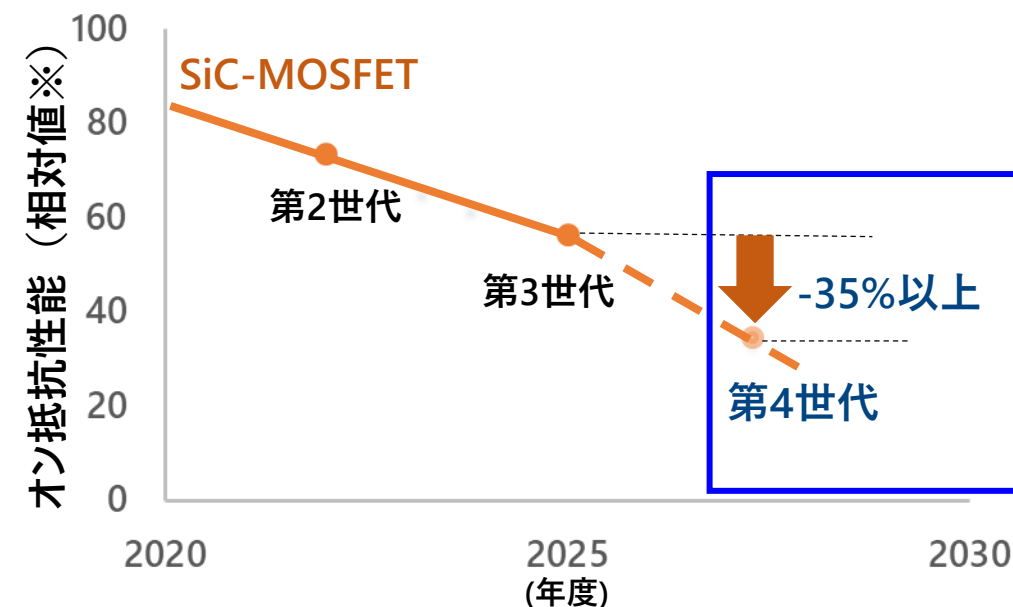 オン抵抗性能（相対値※）
100
80
60
40
20
0
SiC-MOSFET
第2世代
第3世代
-35%以上
第4世代
2020
2025
2030
(年度)